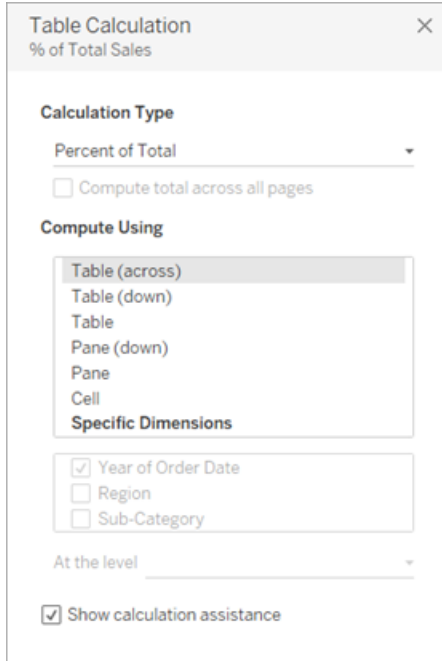 Table Calculation
% of Total Sales
Calculation Type
Percent of Total
Compute total across all pages
Compute Using
Table (across)
Table (down)
Table
Pane (down)
Pane
Cell
Specific Dimensions
Year of Order Date
Region
Sub-Category
At the level
Show calculation assistance